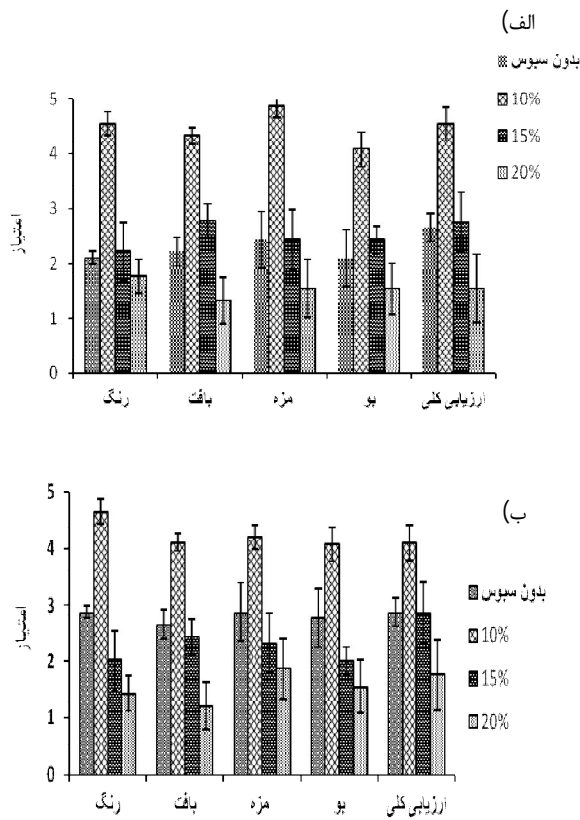 الف)
بدون سبوس
10%
15%
20%
5
4
3
2
1
0
امتیاز
رنگ
بافت
مزه
بو
ارزیابی کلی
ب)
بدون سبوس
10%
15%
20%
5
4
3
2
1
0
امتیاز
رنگ
بافت
مزه
بو
ارزیابی کلی